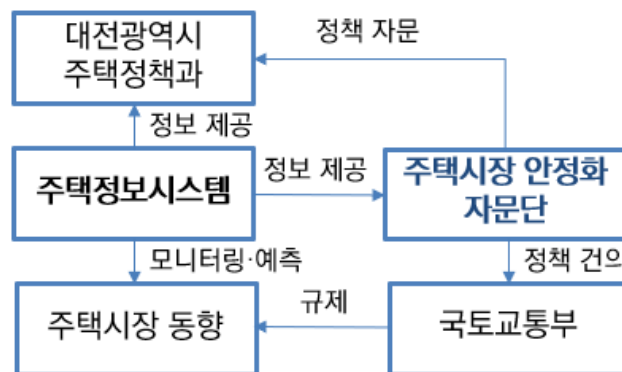 대전광역시
주택정책과
정책 자문
정보 제공
주택정보시스템
정보 제공
주택시장 안정화
자문단
모니터링·예측
정책 건의
주택시장 동향
규제
국토교통부